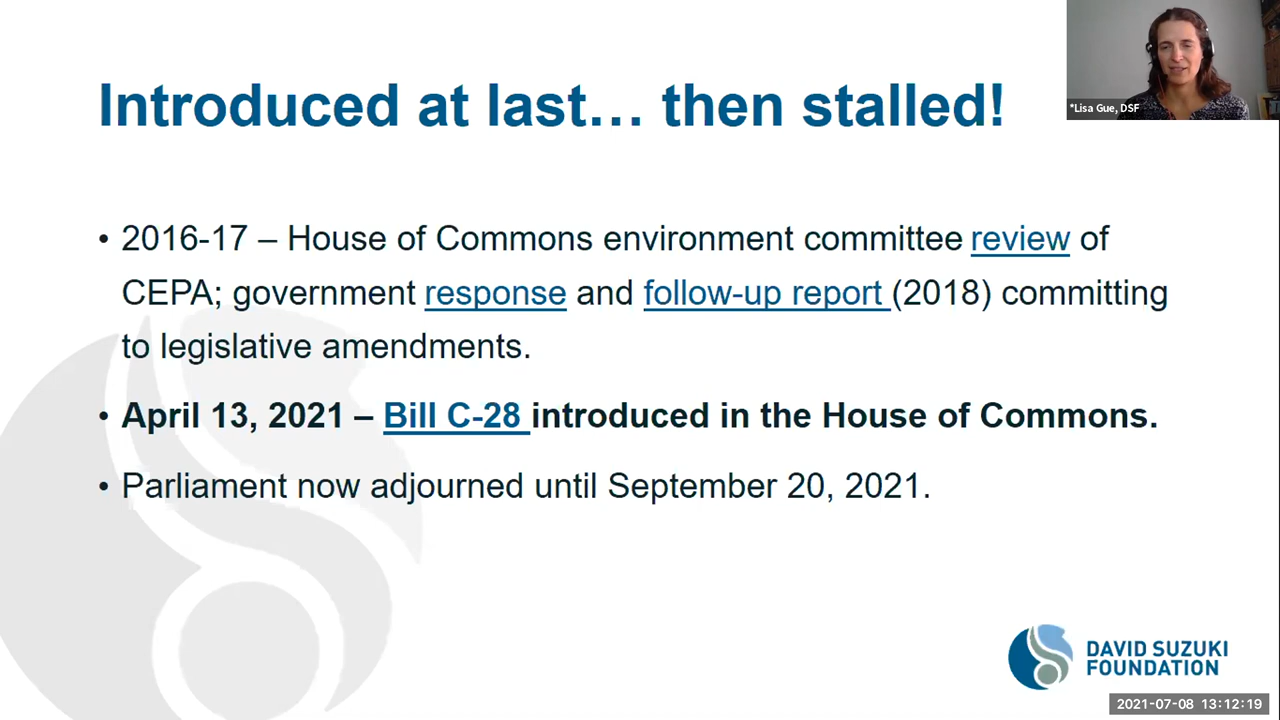 Introduced at last… then stalled!
*Lisa Gue, DSF
• 2016-17 – House of Commons environment committee review of
CEPA; government response and follow-up report (2018) committing
to legislative amendments.
• April 13, 2021 – Bill C-28 introduced in the House of Commons.
• Parliament now adjourned until September 20, 2021.
DAVID SUZUKI
FOUNDATION
2021-07-08 13:12:19